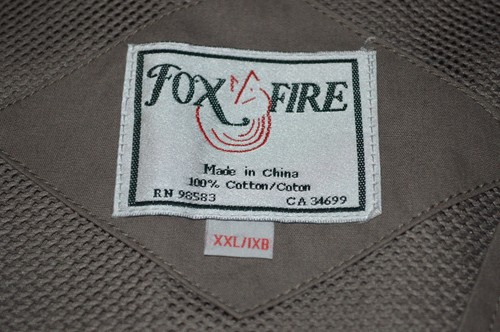 FOX FIRE
Made in China
100% Cotton/Coton
RN 98583 CA 34699
XXL/1XB